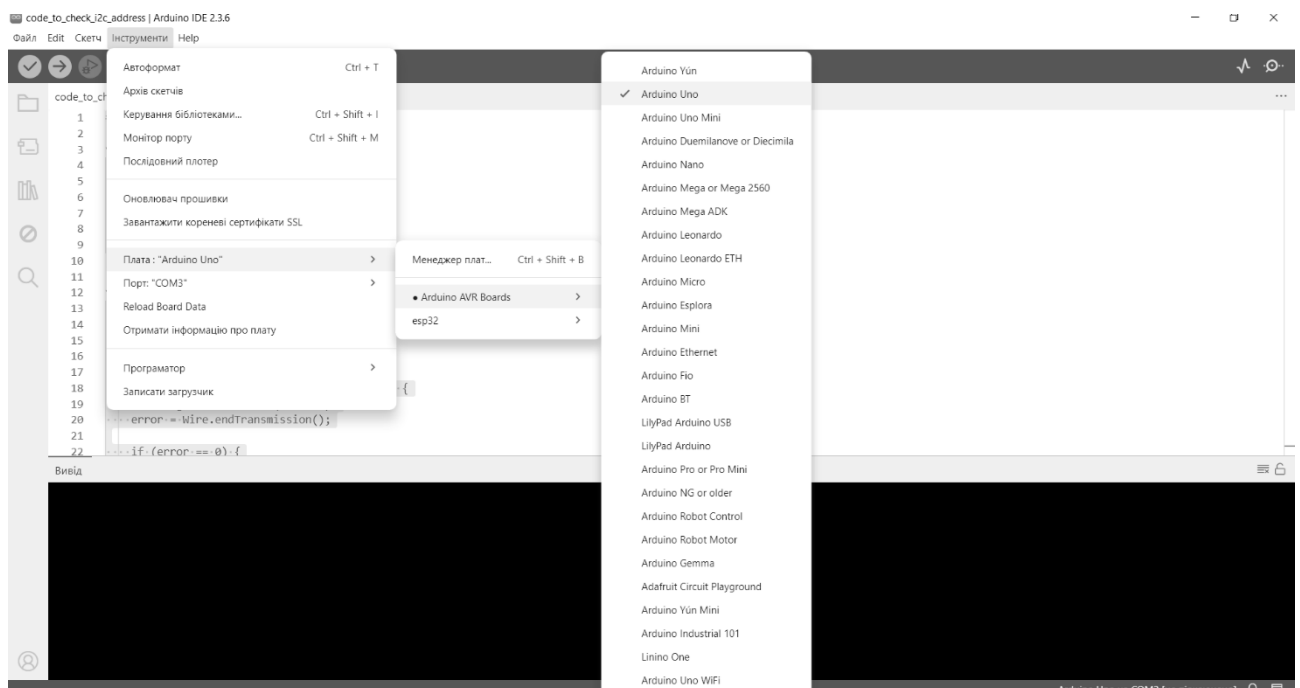 code_to_check_i2c_address | Arduino IDE 2.3.6
Файл Edit Скетч Інструменти Help
Автоформат Ctrl + T
Архів скетчів
Керування бібліотеками... Ctrl + Shift + I
Монітор порту Ctrl + Shift + M
Послідовний плотер
Оновлювач прошивки
Завантажити кореневі сертифікати SSL
Плата : "Arduino Uno"
Порт: "COM3"
Reload Board Data
Отримати інформацію про плату
Програматор
Записати загрузчик
Менеджер плат... Ctrl + Shift + B
● Arduino AVR Boards
esp32
Arduino Yún
Arduino Uno
Arduino Uno Mini
Arduino Duemilanove or Diecimila
Arduino Nano
Arduino Mega or Mega 2560
Arduino Mega ADK
Arduino Leonardo
Arduino Leonardo ETH
Arduino Micro
Arduino Esplora
Arduino Mini
Arduino Ethernet
Arduino Fio
Arduino BT
LilyPad Arduino USB
LilyPad Arduino
Arduino Pro or Pro Mini
Arduino NG or older
Arduino Robot Control
Arduino Robot Motor
Arduino Gemma
Adafruit Circuit Playground
Arduino Yún Mini
Arduino Industrial 101
Linino One
Arduino Uno WiFi
code_to_ch
1
2
3
4
5
6
7
8
9
10
11
12
13
14
15
16
17
18 {
19
20 error = Wire.endTransmission();
21
22 if (error == 0) {
Вивід